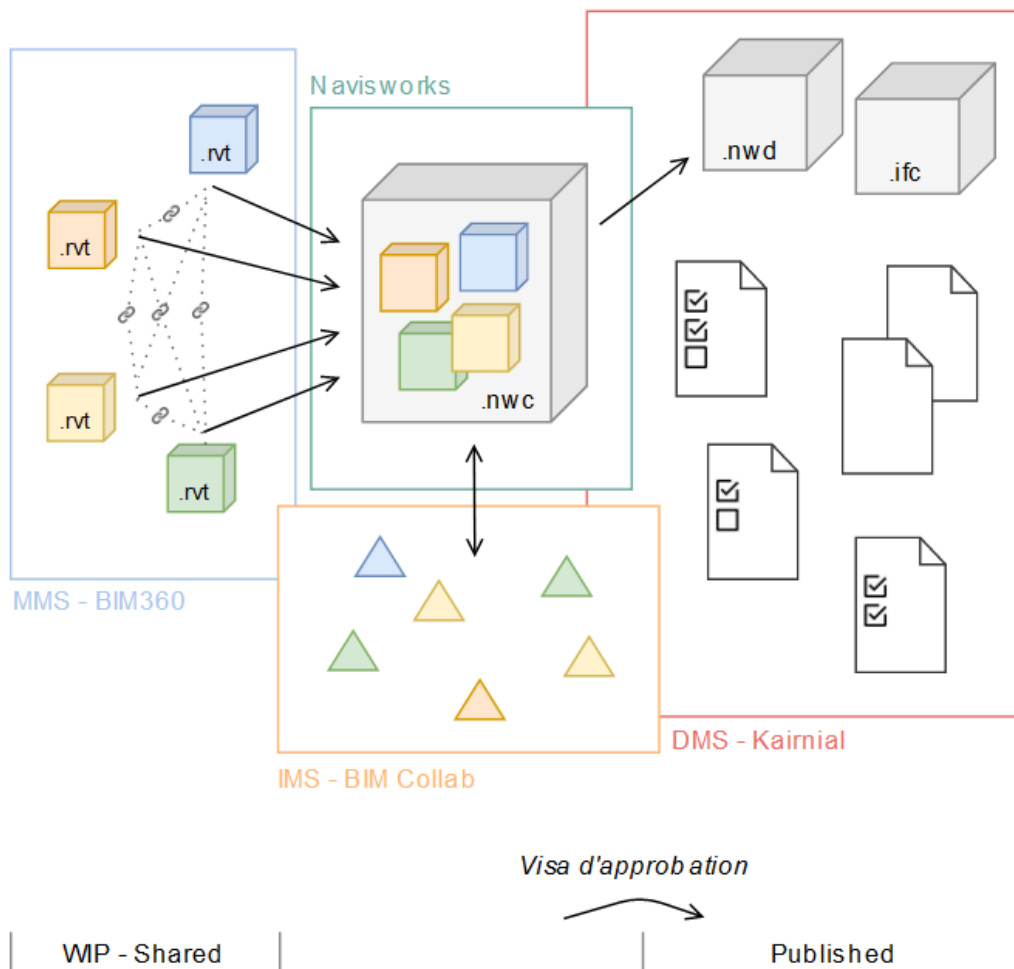 Navisworks
.rvt
.nwd
.ifc
.rvt
.rvt
.nwc
.rvt
MMS - BIM360
DMS - Kairnial
IMS - BIM Collab
Visa d'approbation
WIP - Shared
Published